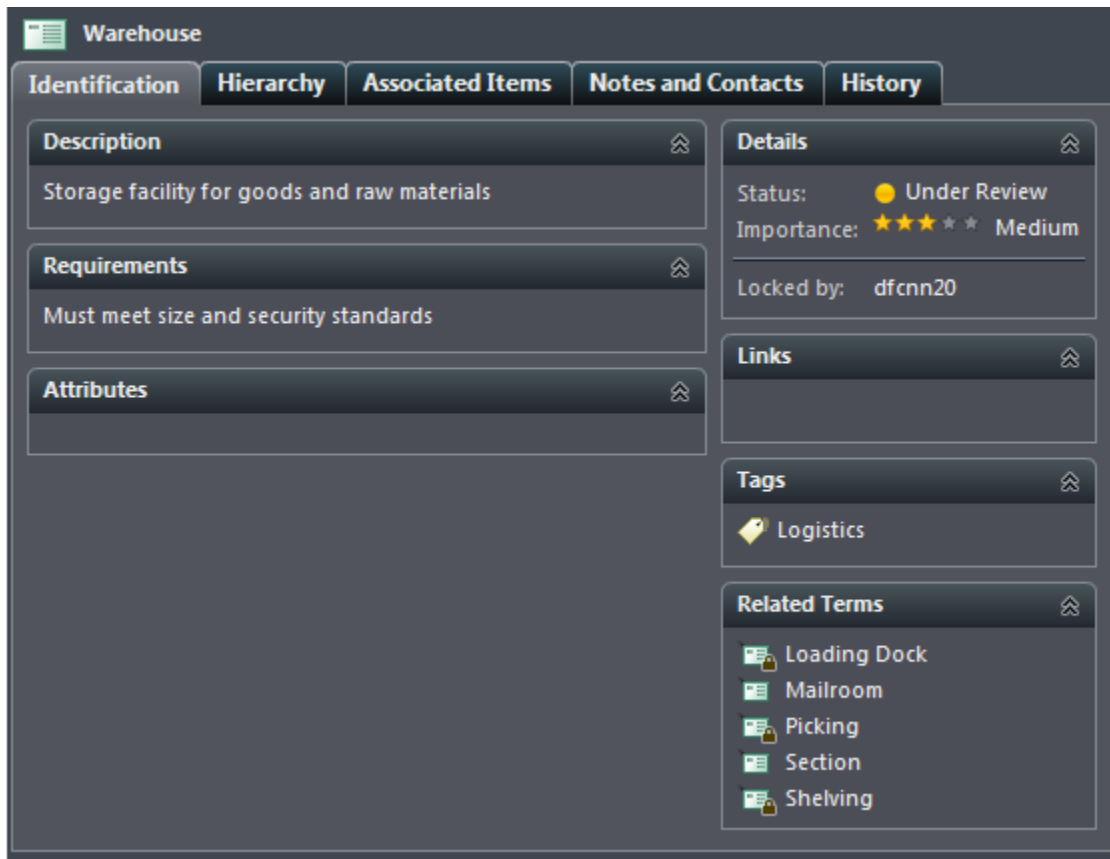 Warehouse
Identification Hierarchy Associated Items Notes and Contacts History
Description
Storage facility for goods and raw materials
Requirements
Must meet size and security standards
Attributes
Details
Status: Under Review
Importance: Medium
Locked by: dfcnn20
Links
Tags
Logistics
Related Terms
Loading Dock
Mailroom
Picking
Section
Shelving